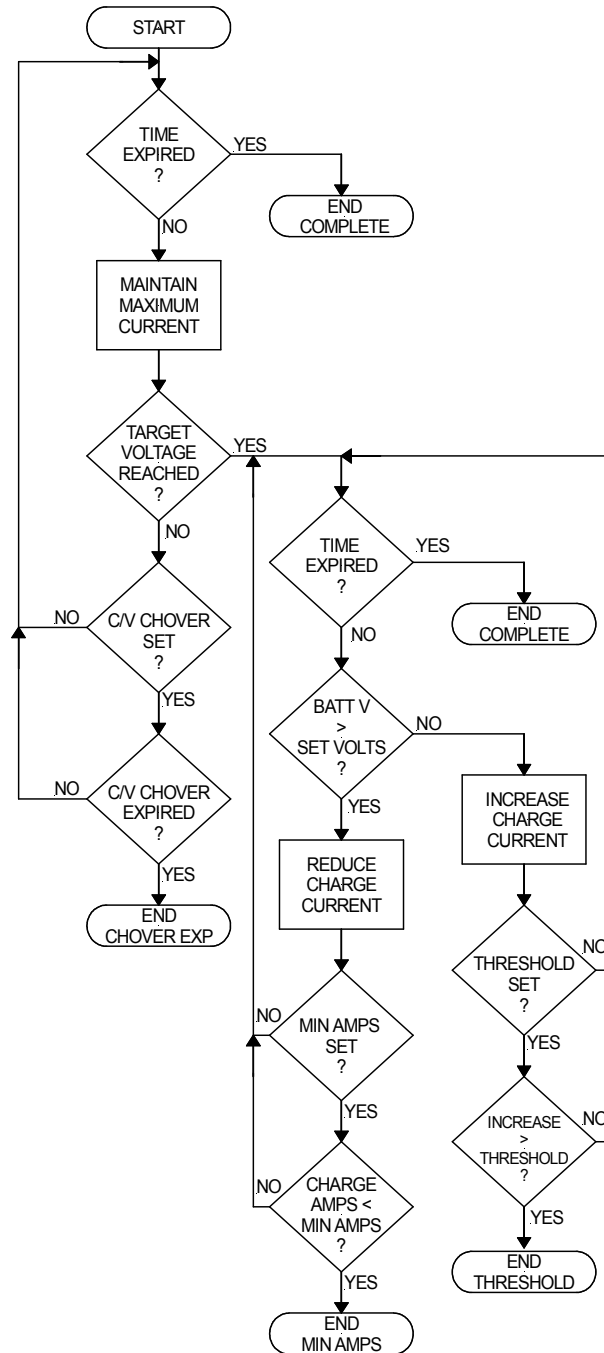 START
TIME
EXPIRED
?
YES
END
COMPLETE
NO
MAINTAIN
MAXIMUM
CURRENT
TARGET
VOLTAGE
REACHED
?
YES
NO
C/V CHOVER
SET
?
NO
YES
C/V CHOVER
EXPIRED
?
NO
YES
END
CHOVER EXP
TIME
EXPIRED
?
YES
END
COMPLETE
NO
BATT V
>
SET VOLTS
?
NO
YES
REDUCE
CHARGE
CURRENT
MIN AMPS
SET
?
NO
YES
CHARGE
AMPS <
MIN AMPS
?
NO
YES
END
MIN AMPS
INCREASE
CHARGE
CURRENT
THRESHOLD
SET
?
NO
YES
INCREASE
>
THRESHOLD
?
NO
YES
END
THRESHOLD